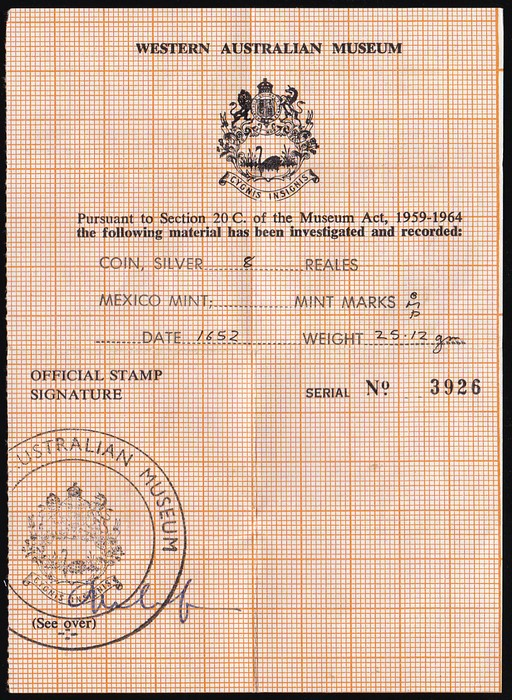 WESTERN AUSTRALIAN MUSEUM
CYGNIS INSIGNIS
Pursuant to Section 20 C. of the Museum Act, 1959-1964
the following material has been investigated and recorded:
COIN, SILVER......8......REALES
MEXICO MINT;............MINT MARKS
......DATE 1652......WEIGHT 25.12 gm
OFFICIAL STAMP
SIGNATURE
SERIAL Nº 3926
USTRALIAN MUSEUM
CYGNIS INSIGNIS
(See over)